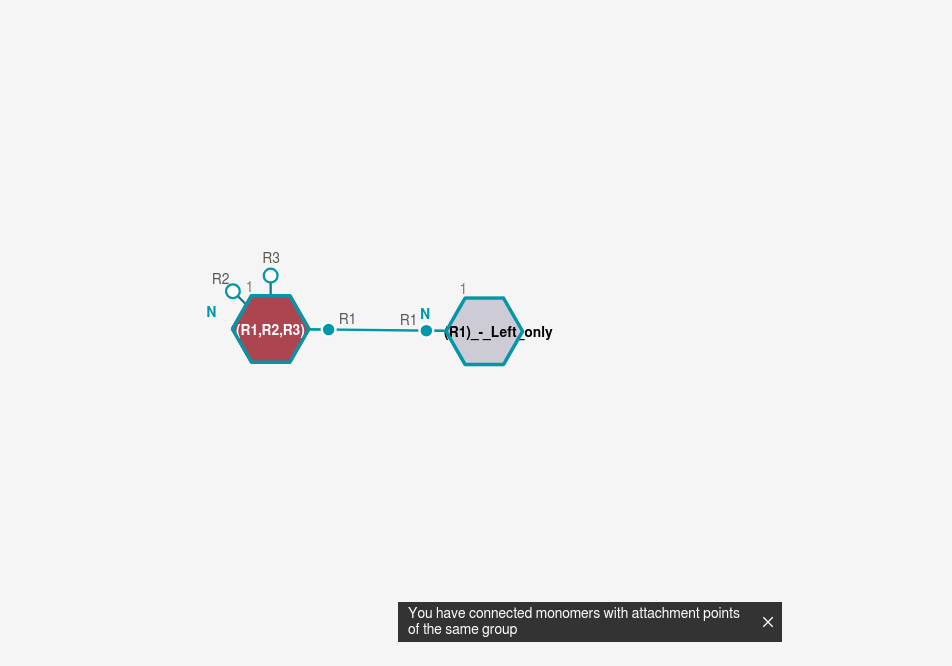 R3
R2
1
N
(R1,R2,R3)
R1
R1
N
1
(R1)_-_Left_only
You have connected monomers with attachment points
of the same group